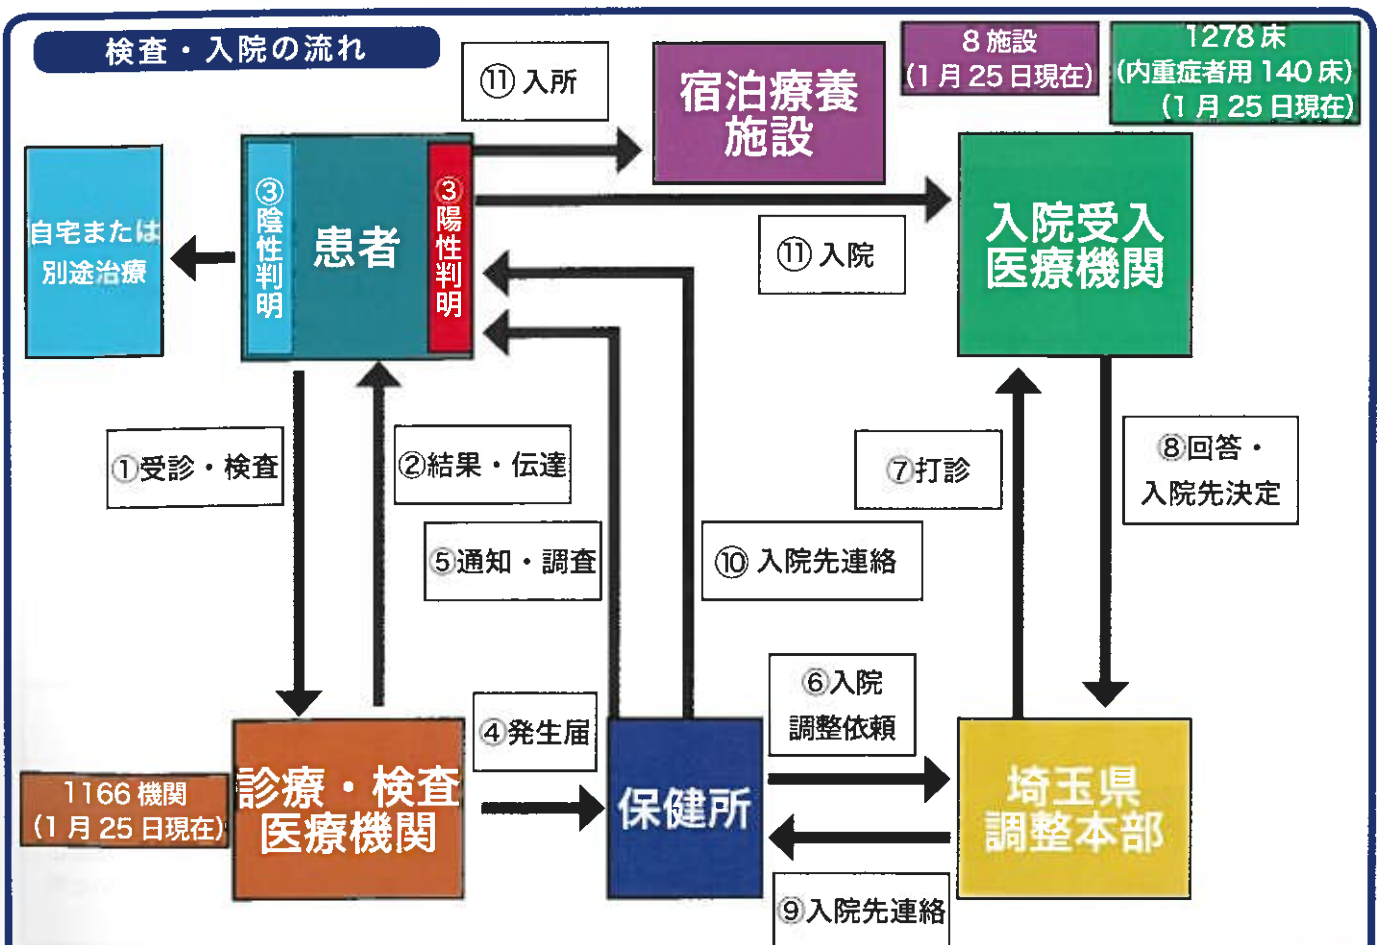 検査・入院の流れ
⑪入所
宿泊療養
施設
8施設
(1月25日現在)
1278床
(内重症者用140床)
(1月25日現在)
自宅または
別途治療
③陰性判明
患者
③陽性判明
⑪入院
入院受入
医療機関
①受診・検査
②結果・伝達
⑤通知・調査
⑩入院先連絡
⑦打診
⑧回答・
入院先決定
④発生届
⑥入院
調整依頼
1166機関
(1月25日現在)
診療・検査
医療機関
保健所
埼玉県
調整本部
⑨入院先連絡